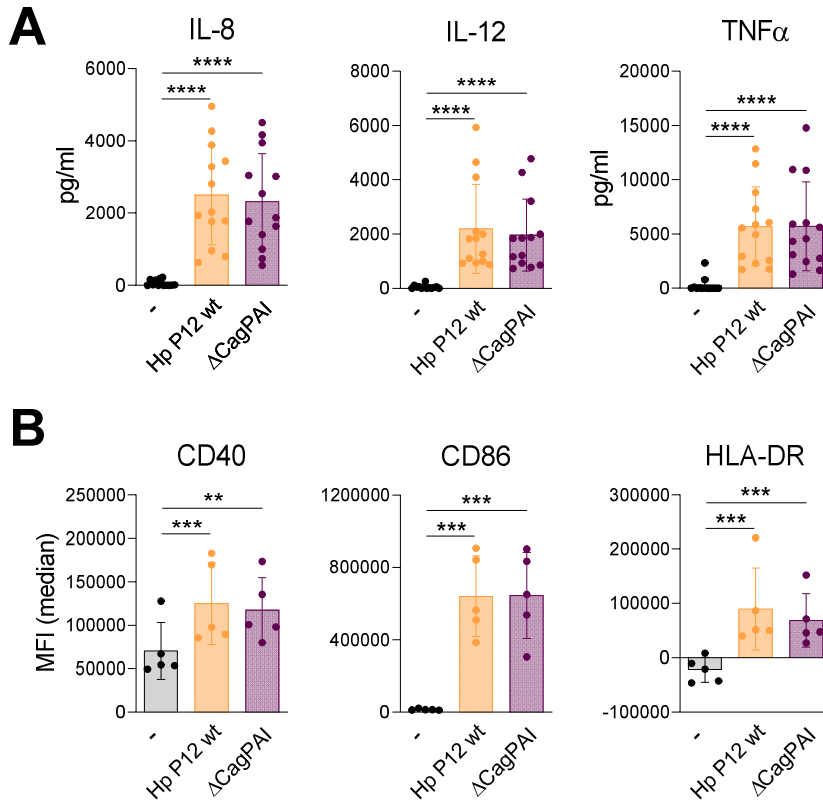 A
IL-8
IL-12
TNFα
pg/ml
6000
4000
2000
0
****
****
-
Hp P12 wt
ΔCagPAI
8000
6000
4000
2000
0
****
****
-
Hp P12 wt
ΔCagPAI
pg/ml
20000
15000
10000
5000
0
****
****
-
Hp P12 wt
ΔCagPAI
B
CD40
CD86
HLA-DR
MFI (median)
250000
200000
150000
100000
50000
0
**
***
-
Hp P12 wt
ΔCagPAI
1200000
800000
400000
0
***
***
-
Hp P12 wt
ΔCagPAI
300000
200000
100000
0
-100000
***
***
-
Hp P12 wt
ΔCagPAI